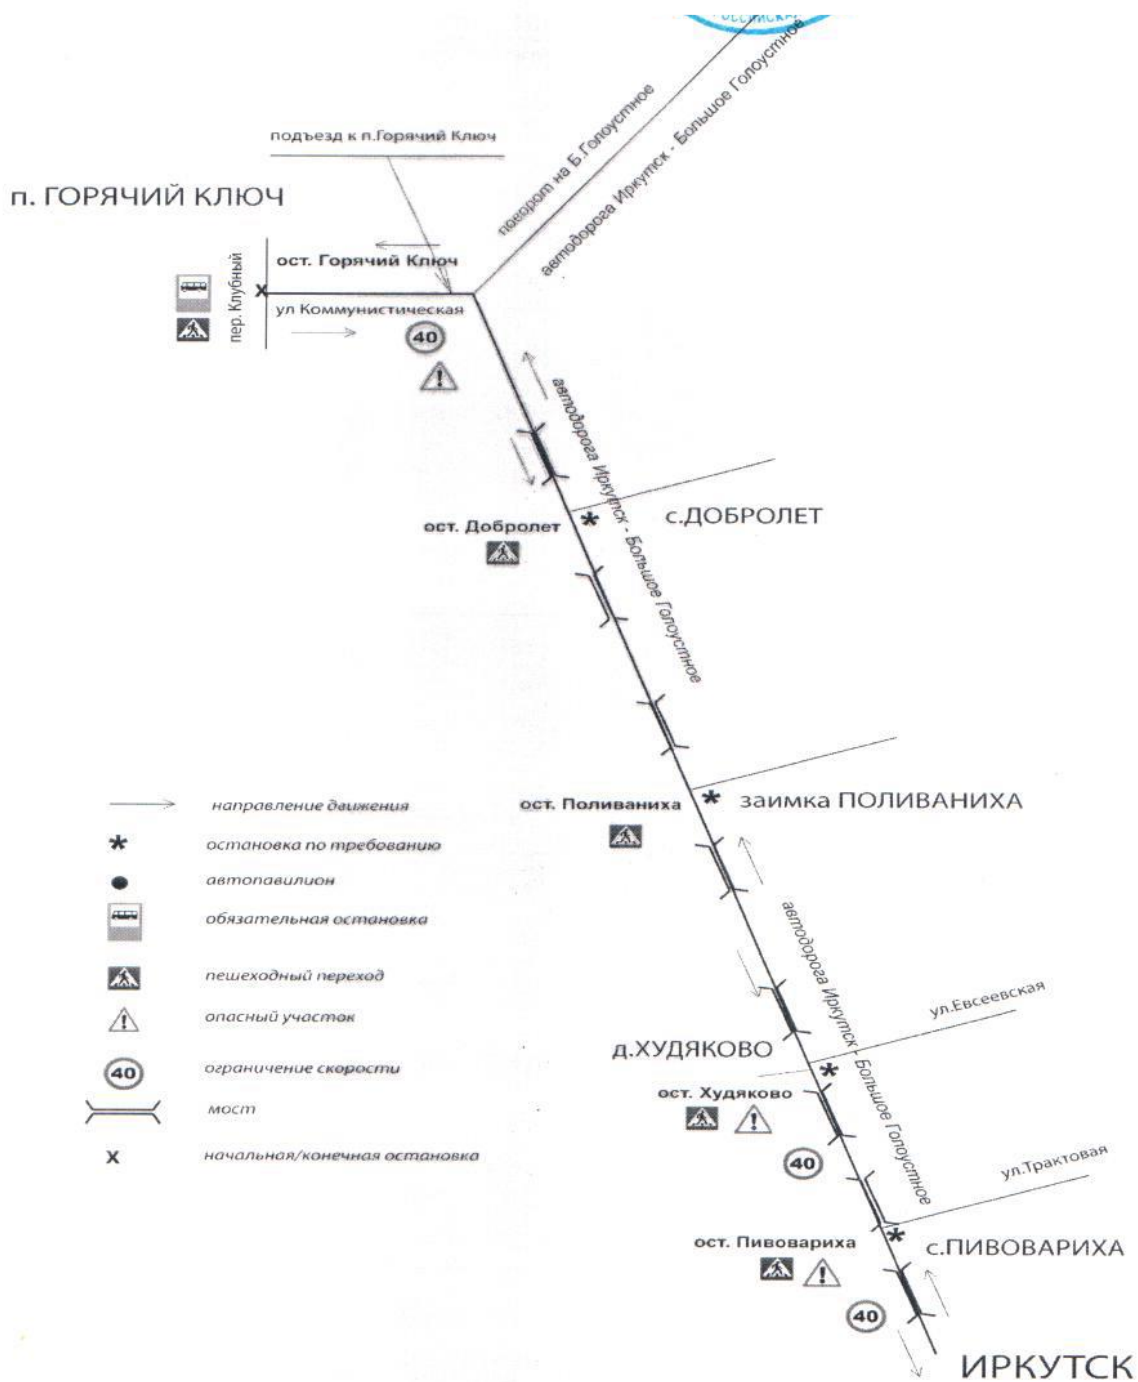 РОССИЙСКАЯ
подъезд к п.Горячий Ключ
поворот на Б.Голоустное
автодорога Иркутск - Большое Голоустное
п. ГОРЯЧИЙ КЛЮЧ
ост. Горячий Ключ
пер. Клубный
X
ул Коммунистическая
40
!
автодорога Иркутск - Большое Голоустное
ост. Добролет
*
с.ДОБРОЛЕТ
ост. Поливаниха
*
заимка ПОЛИВАНИХА
направление движения
* остановка по требованию
автопавилион
обязательная остановка
пешеходный переход
! опасный участок
40 ограничение скорости
мост
X начальная/конечная остановка
автодорога Иркутск - Большое Голоустное
ул.Евсеевская
д.ХУДЯКОВО
*
ост. Худяково
!
40
ул.Трактовая
ост. Пивовариха
*
с.ПИВОВАРИХА
!
40
ИРКУТСК